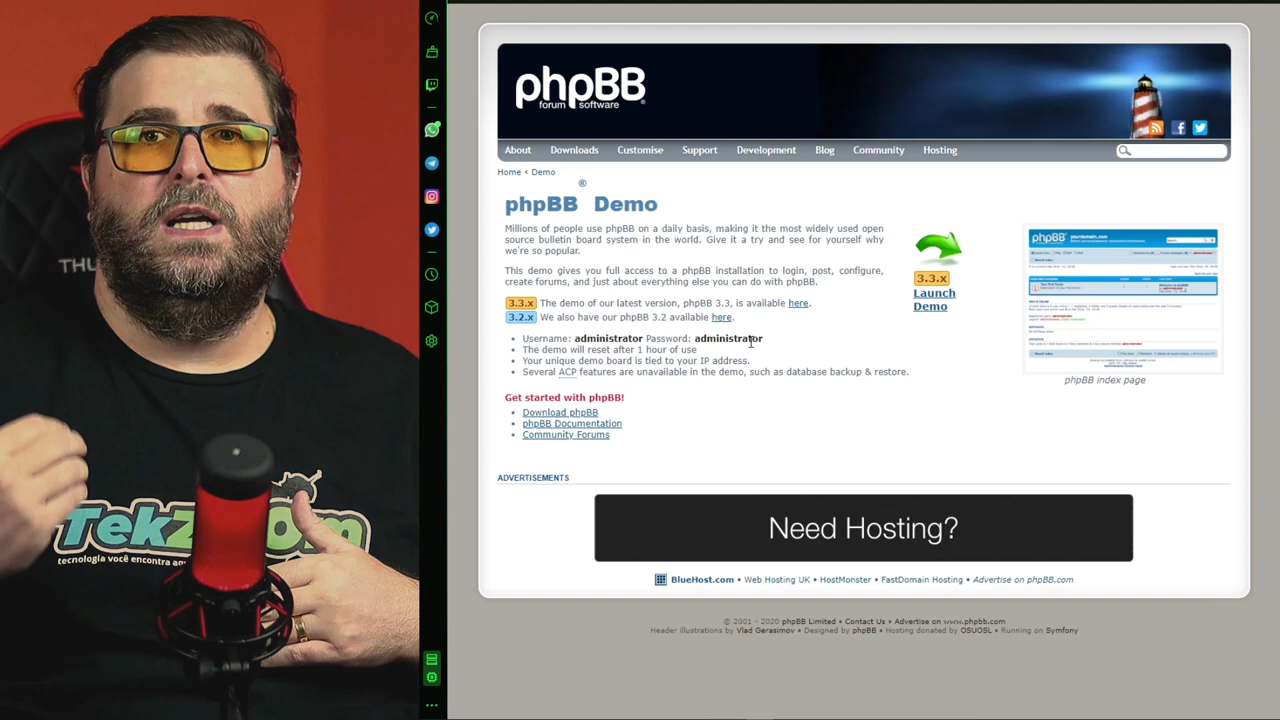 THU
TekZ
om
tecnologia você encontra aq
phpBB
forum software
About Downloads Customise Support Development Blog Community Hosting
Home ‹ Demo
phpBB® Demo
Millions of people use phpBB on a daily basis, making it the most widely used open
source bulletin board system in the world. Give it a try and see for yourself why
we're so popular.
This demo gives you full access to a phpBB installation to login, post, configure,
create forums, and just about everything else you can do with phpBB.
3.3.x The demo of our latest version, phpBB 3.3, is available here.
3.2.x We also have our phpBB 3.2 available here.
• Username: administrator Password: administrator
• The demo will reset after 1 hour of use
• Your unique demo board is tied to your IP address.
• Several ACP features are unavailable in the demo, such as database backup & restore.
Get started with phpBB!
• Download phpBB
• phpBB Documentation
• Community Forums
3.3.x
Launch
Demo
phpBB yourdomain.com
phpBB index page
ADVERTISEMENTS
Need Hosting?
BlueHost.com • Web Hosting UK • HostMonster • FastDomain Hosting • Advertise on phpBB.com
© 2001 - 2020 phpBB Limited • Contact Us • Advertise on www.phpbb.com
Header illustrations by Vlad Gerasimov • Designed by phpBB • Hosting donated by OSUOSL • Running on Symfony